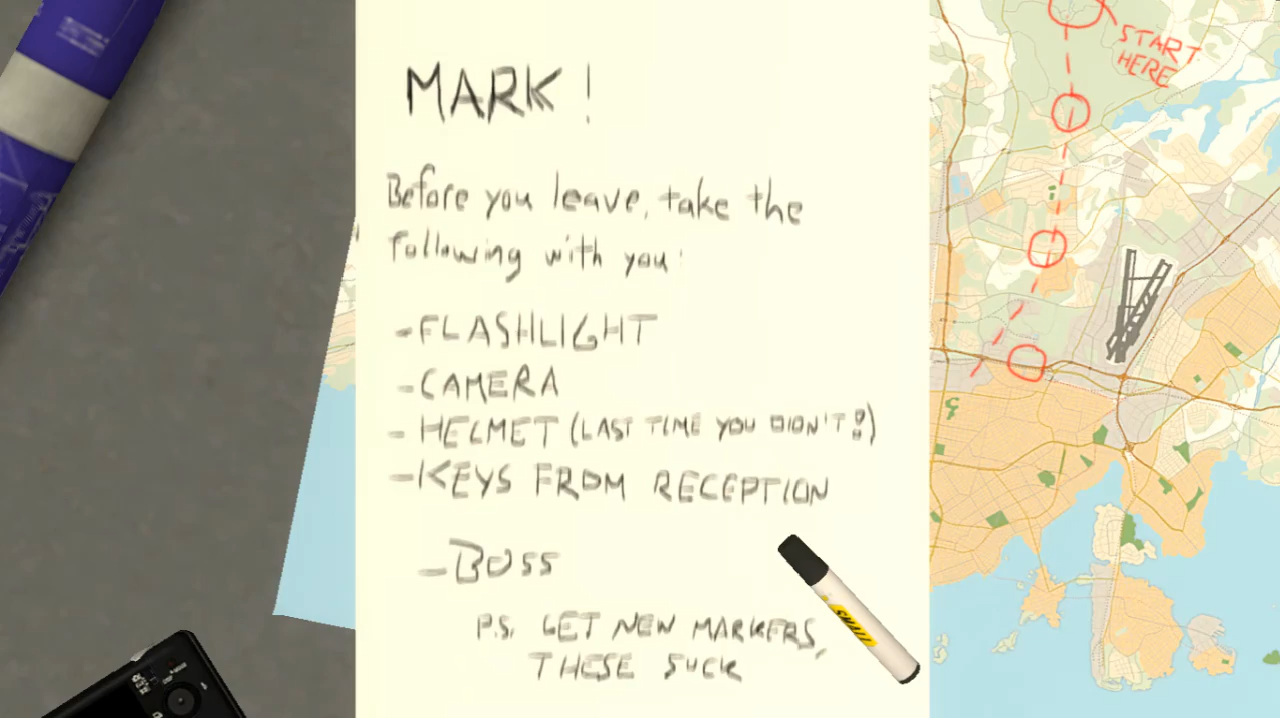 MARK!
Before you leave, take the
following with you:
-FLASHLIGHT
-CAMERA
-HELMET (LAST TIME YOU DIDN'T!)
-KEYS FROM RECEPTION
-BOSS
P.S. GET NEW MARKERS,
THESE SUCK
SMALL
START
HERE